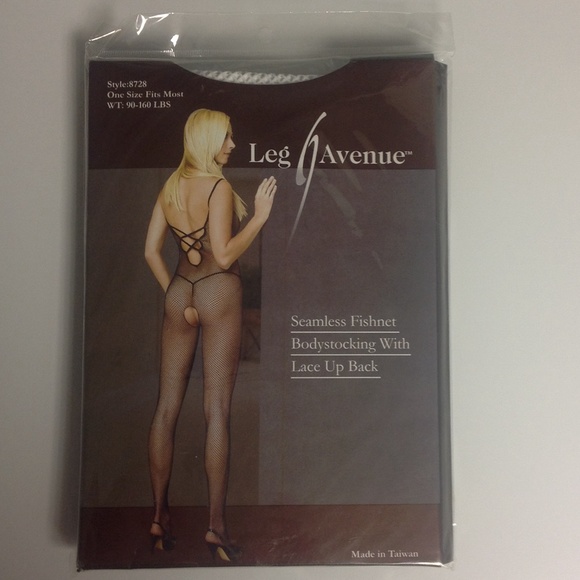 Style:8728
One Size Fits Most
WT: 90-160 LBS
Leg Avenue™
Seamless Fishnet
Bodystocking With
Lace Up Back
Made in Taiwan